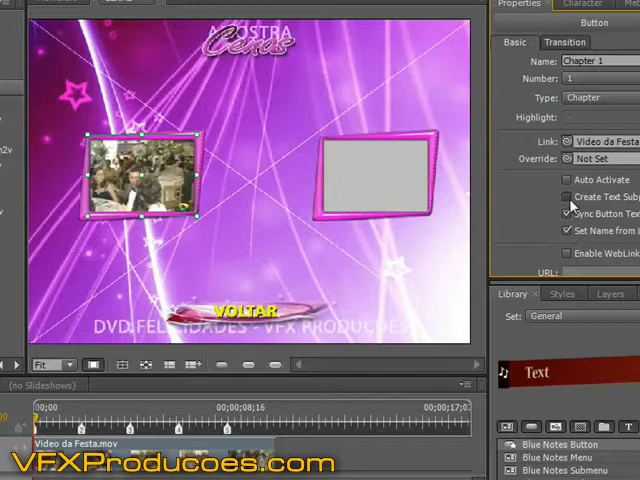 Properties
Character
Button
Basic
Transition
Name: Chapter 1
Number: 1
Type: Chapter
Highlight:
Link: Video da Festa
Override: Not Set
Auto Activate
Create Text Subp
Sync Button Tex
Set Name from L
Enable WebLink
URL:
AMOSTRA
Cenas
VOLTAR
DVD FELICIDADES - VFX PRODUCOES
Fit
Library
Styles
Layers
Set: General
Text
Blue Notes Button
Blue Notes Menu
Blue Notes Submenu
(no Slideshows)
00;00
00;00;08;16
00;00;17;02
Video da Festa.mov
VFXProducoes.com